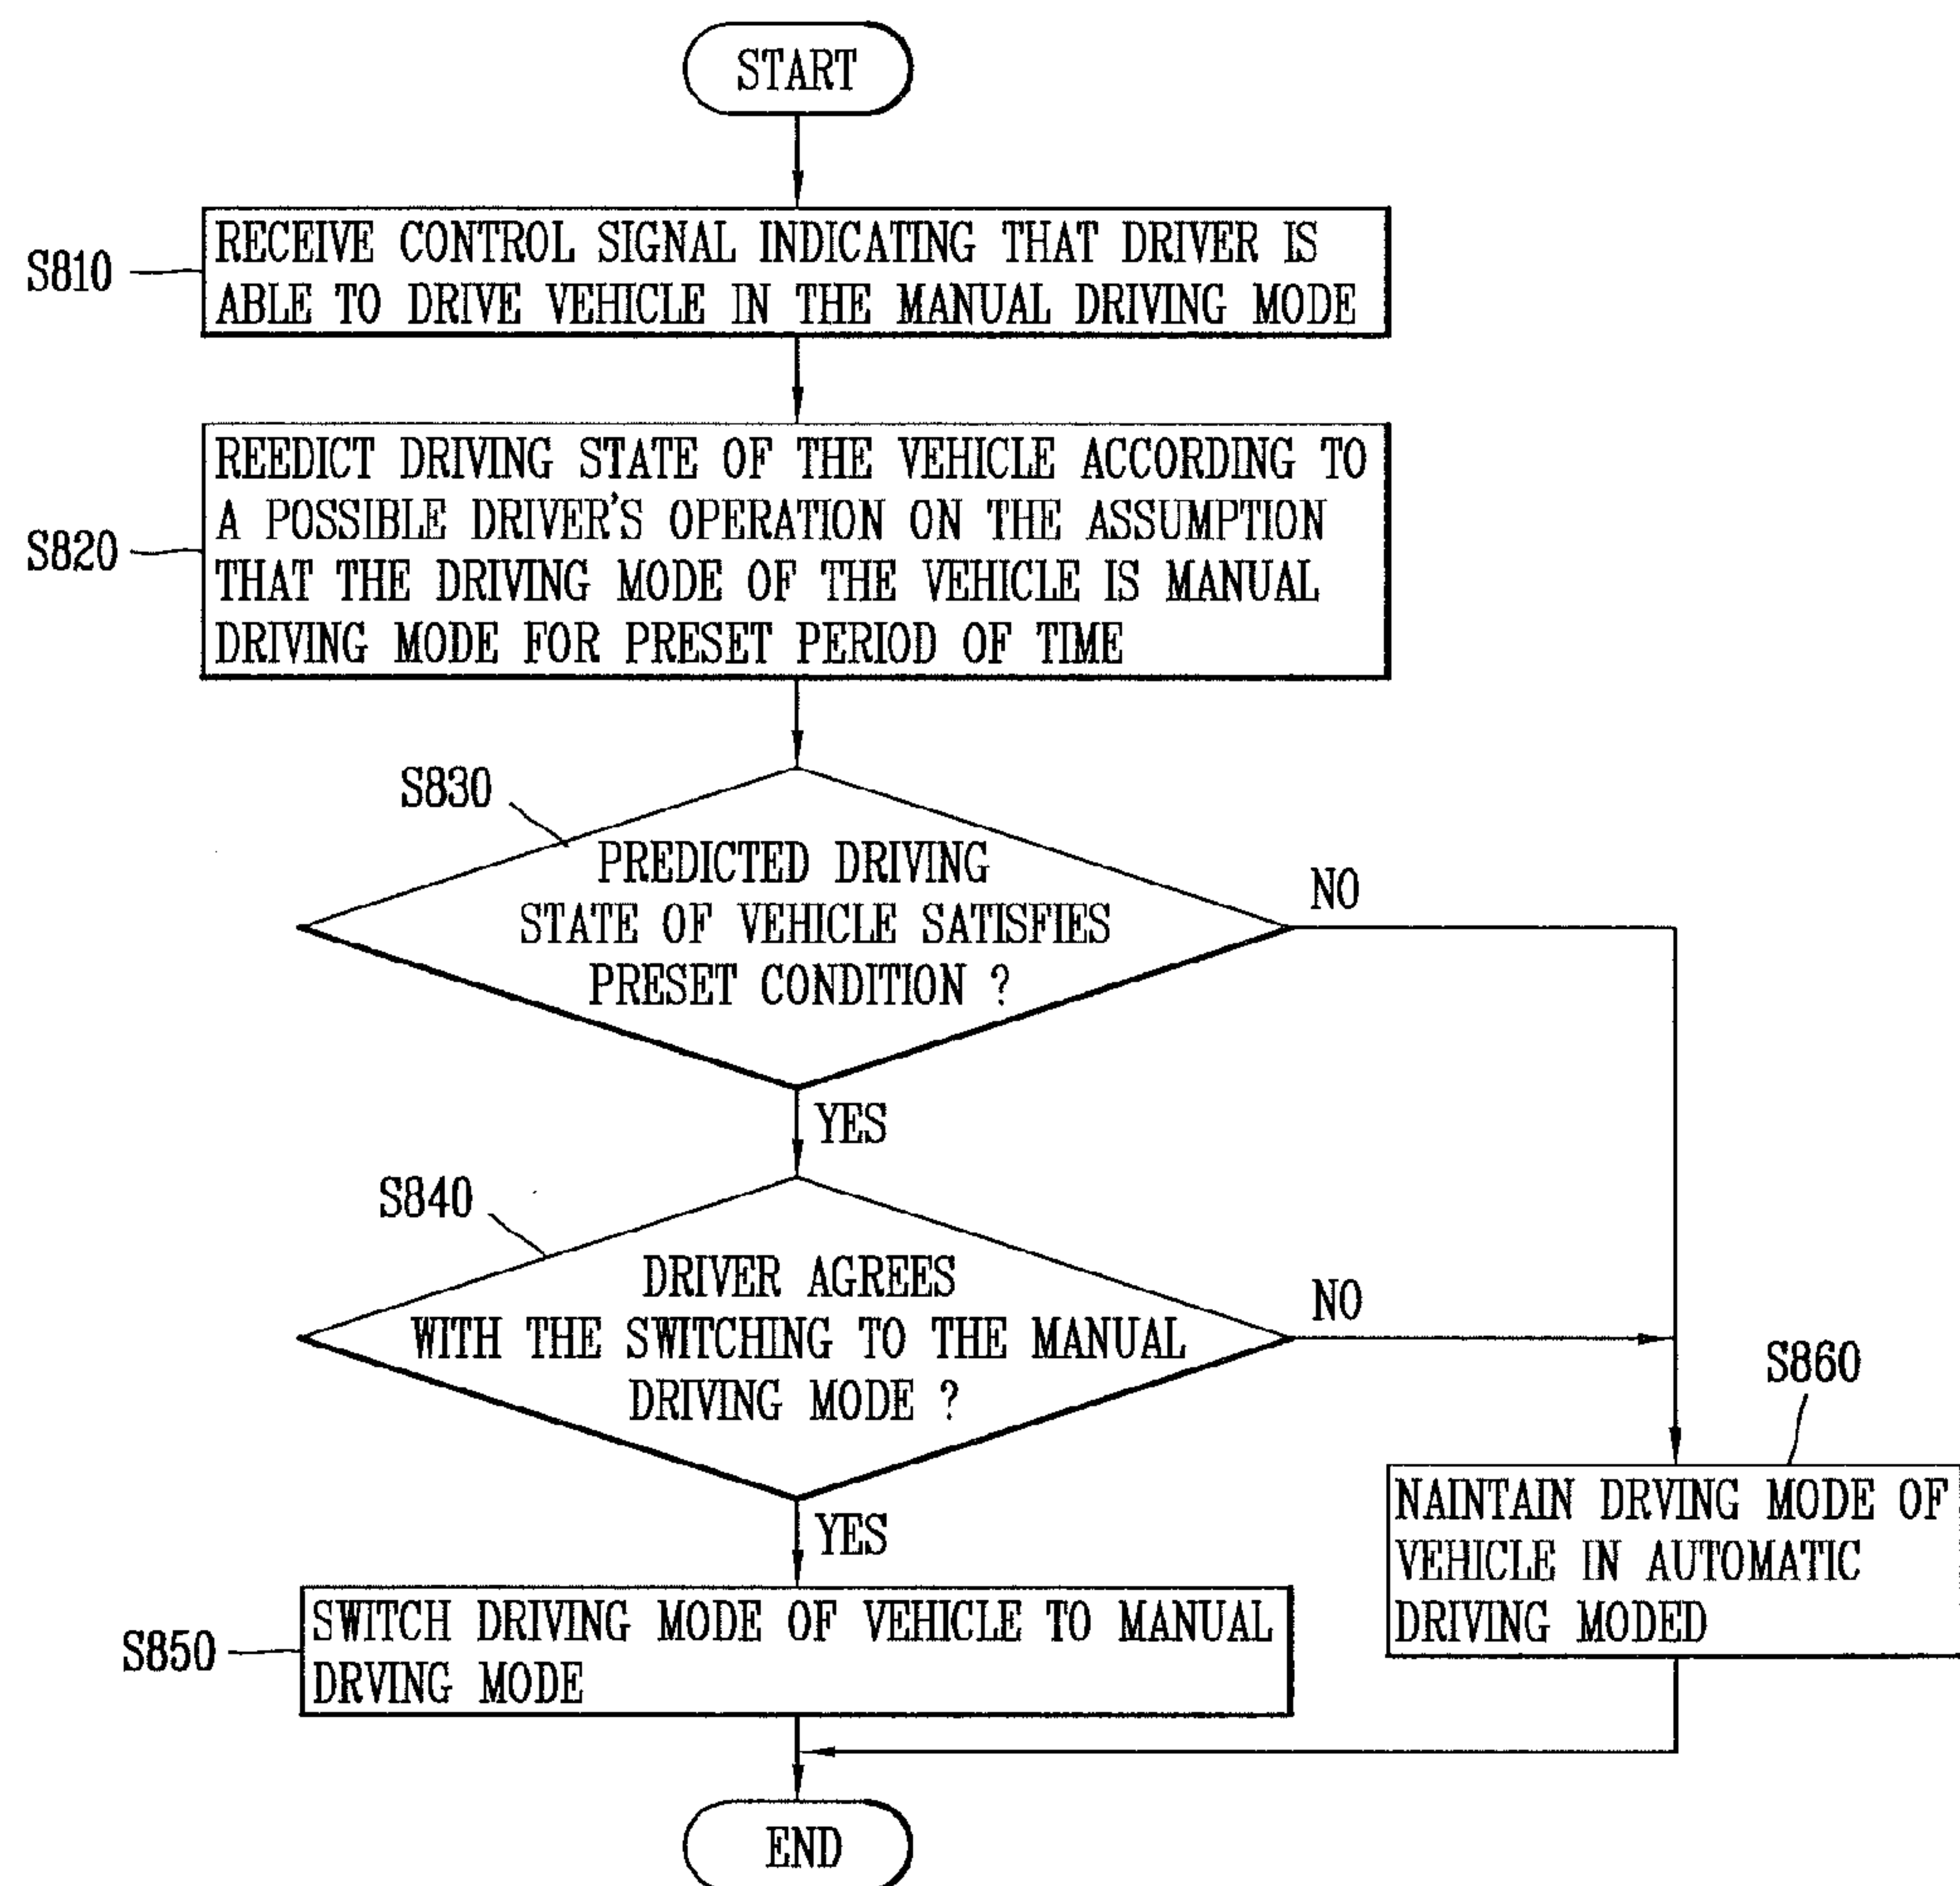 START
S810
RECEIVE CONTROL SIGNAL INDICATING THAT DRIVER IS
ABLE TO DRIVE VEHICLE IN THE MANUAL DRIVING MODE
S820
REEDICT DRIVING STATE OF THE VEHICLE ACCORDING TO
A POSSIBLE DRIVER'S OPERATION ON THE ASSUMPTION
THAT THE DRIVING MODE OF THE VEHICLE IS MANUAL
DRIVING MODE FOR PRESET PERIOD OF TIME
S830
PREDICTED DRIVING
STATE OF VEHICLE SATISFIES
PRESET CONDITION ?
NO
YES
S840
DRIVER AGREES
WITH THE SWITCHING TO THE MANUAL
DRIVING MODE ?
NO
YES
S860
NAINTAIN DRVING MODE OF
VEHICLE IN AUTOMATIC
DRIVING MODED
S850
SWITCH DRIVING MODE OF VEHICLE TO MANUAL
DRVING MODE
END